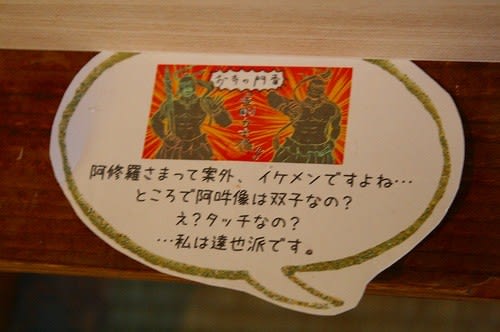 お寺の門番
阿修羅さまって案外、イケメンですよね…
ところで阿吽像は双子なの?
え?タッチなの?
…私は達也派です。